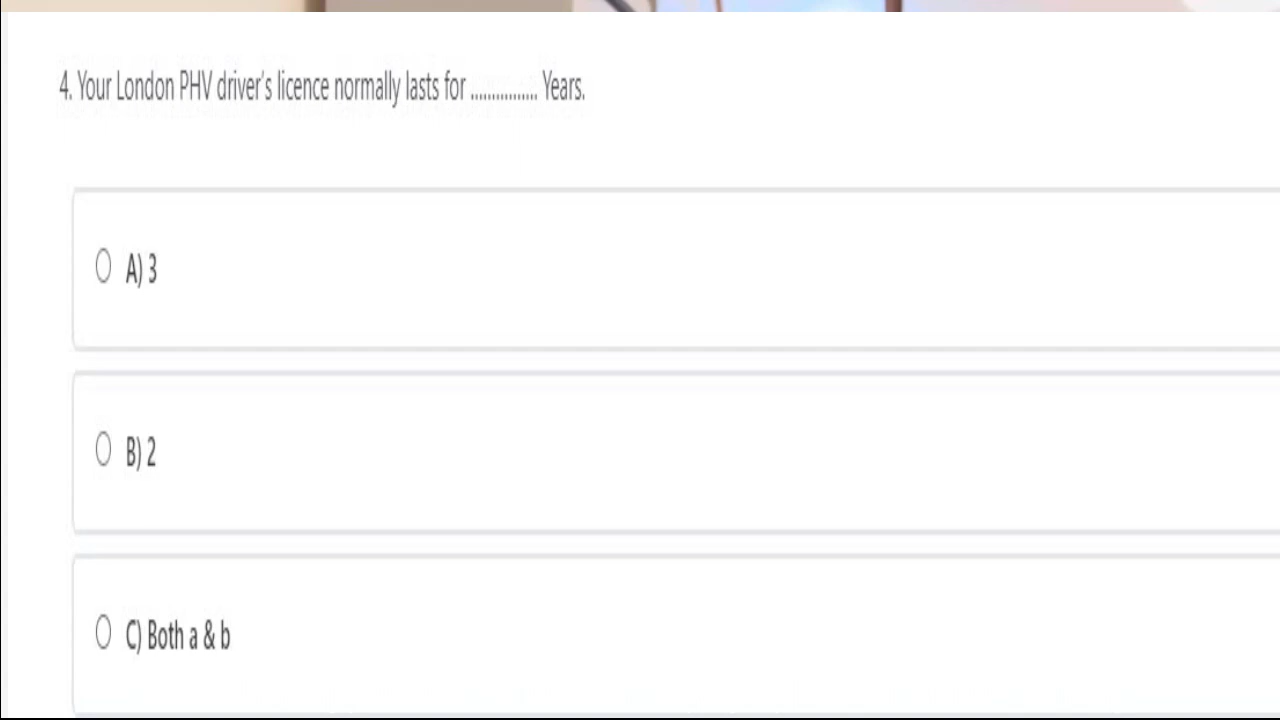 4. Your London PHV driver's licence normally lasts for ............... Years.
A) 3
B) 2
C) Both a & b